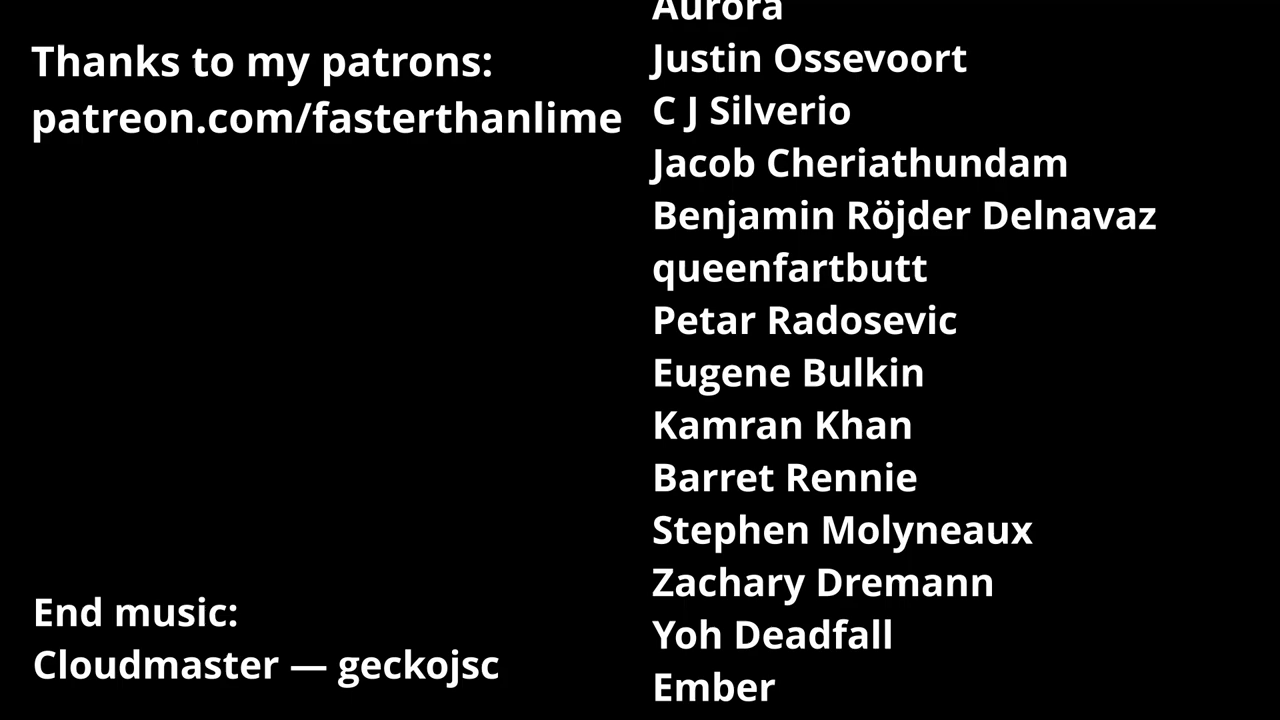 Thanks to my patrons:
patreon.com/fasterthanlime
End music:
Cloudmaster — geckojsc
Aurora
Justin Ossevoort
C J Silverio
Jacob Cheriathundam
Benjamin Röjder Delnavaz
queenfartbutt
Petar Radosevic
Eugene Bulkin
Kamran Khan
Barret Rennie
Stephen Molyneaux
Zachary Dremann
Yoh Deadfall
Ember